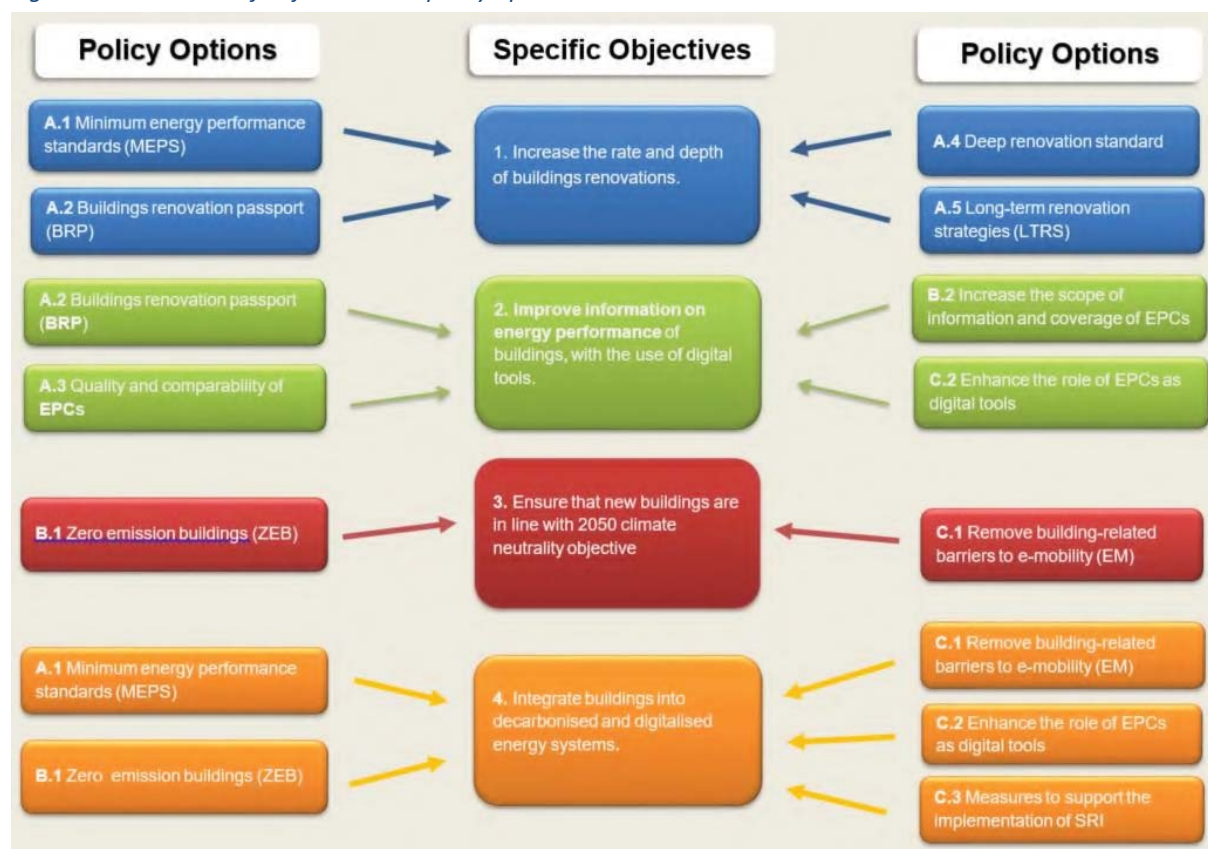 Policy Options
Specific Objectives
Policy Options
A.1 Minimum energy performance
standards (MEPS)
A.2 Buildings renovation passport
(BRP)
1. Increase the rate and depth
of buildings renovations.
A.4 Deep renovation standard
A.5 Long-term renovation
strategies (LTRS)
A.2 Buildings renovation passport
(BRP)
A.3 Quality and comparability of
EPCs
2. Improve information on
energy performance of
buildings, with the use of digital
tools.
B.2 Increase the scope of
information and coverage of EPCs
C.2 Enhance the role of EPCs as
digital tools
B.1 Zero emission buildings (ZEB)
3. Ensure that new buildings are
in line with 2050 climate
neutrality objective
C.1 Remove building-related
barriers to e-mobility (EM)
A.1 Minimum energy performance
standards (MEPS)
B.1 Zero emission buildings (ZEB)
4. Integrate buildings into
decarbonised and digitalised
energy systems.
C.1 Remove building-related
barriers to e-mobility (EM)
C.2 Enhance the role of EPCs
as digital tools
C.3 Measures to support the
implementation of SRI